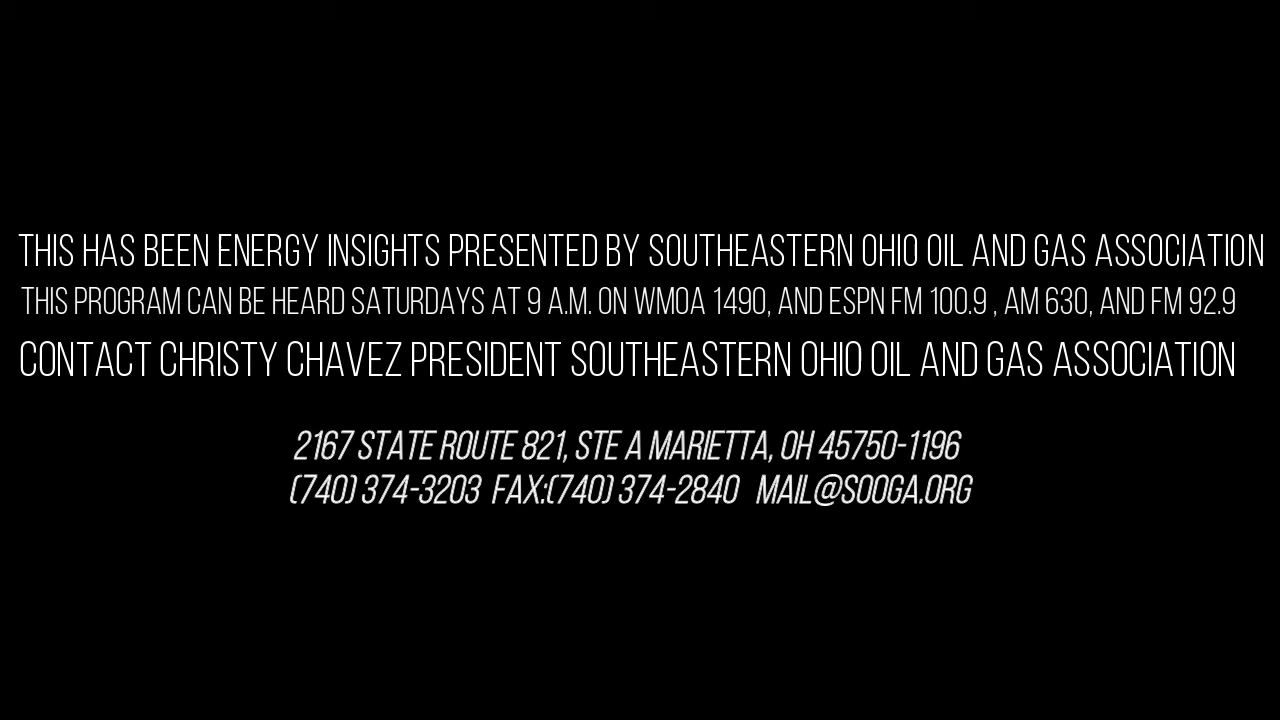 THIS HAS BEEN ENERGY INSIGHTS PRESENTED BY SOUTHEASTERN OHIO OIL AND GAS ASSOCIATION
THIS PROGRAM CAN BE HEARD SATURDAYS AT 9 A.M. ON WMOA 1490, AND ESPN FM 100.9 , AM 630, AND FM 92.9
CONTACT CHRISTY CHAVEZ PRESIDENT SOUTHEASTERN OHIO OIL AND GAS ASSOCIATION
2167 STATE ROUTE 821, STE A MARIETTA, OH 45750-1196
(740) 374-3203 FAX:(740) 374-2840 MAIL@SOOGA.ORG